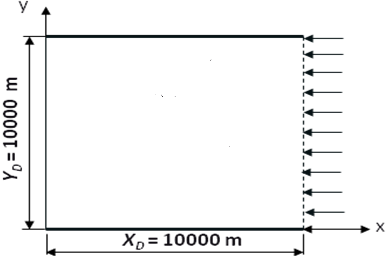 y
Y_D = 10000 m
x
X_D = 10000 m